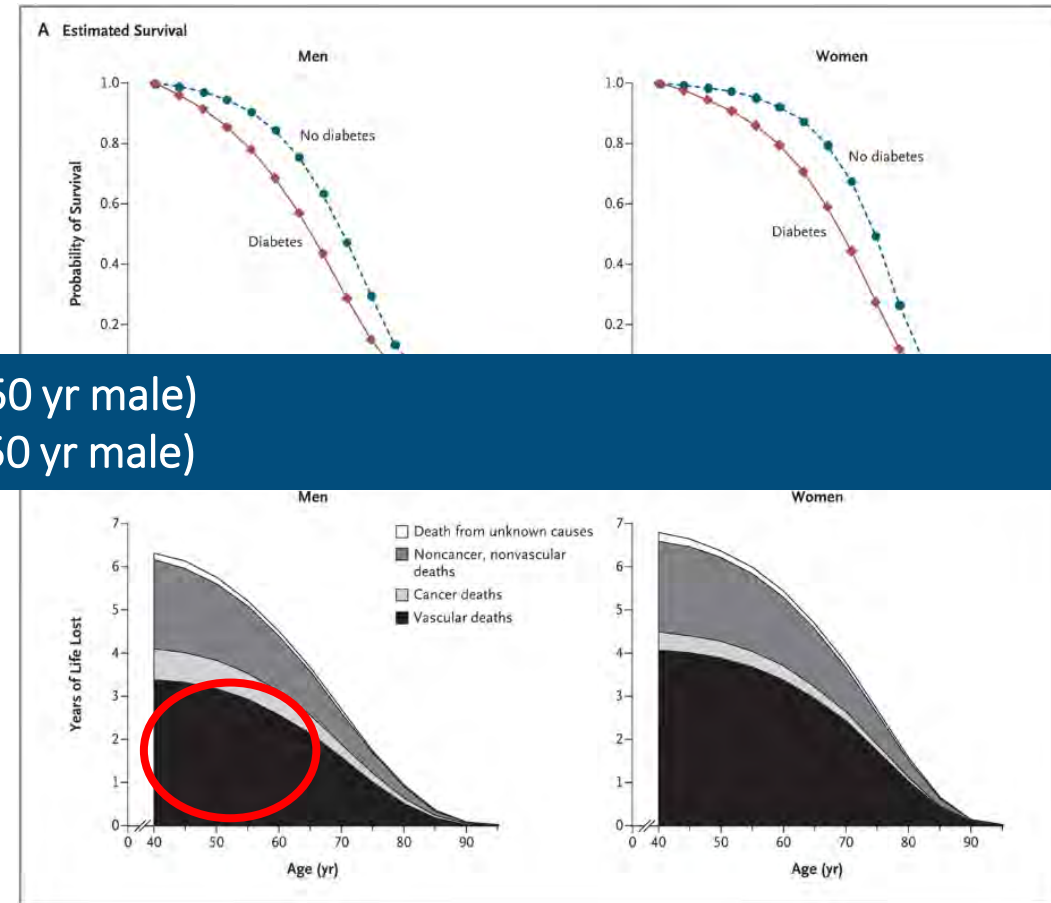 A Estimated Survival
Men
Women
1.0
0.8
0.6
0.4
0.2
Probability of Survival
No diabetes
Diabetes
1.0
0.8
0.6
0.4
0.2
No diabetes
Diabetes
yr male)
yr male)
Men
Women
7
6
5
4
3
2
1
0
Years of Life Lost
Death from unknown causes
Noncancer, nonvascular
deaths
Cancer deaths
Vascular deaths
0 40 50 60 70 80 90
Age (yr)
7
6
5
4
3
2
1
0
0 40 50 60 70 80 90
Age (yr)